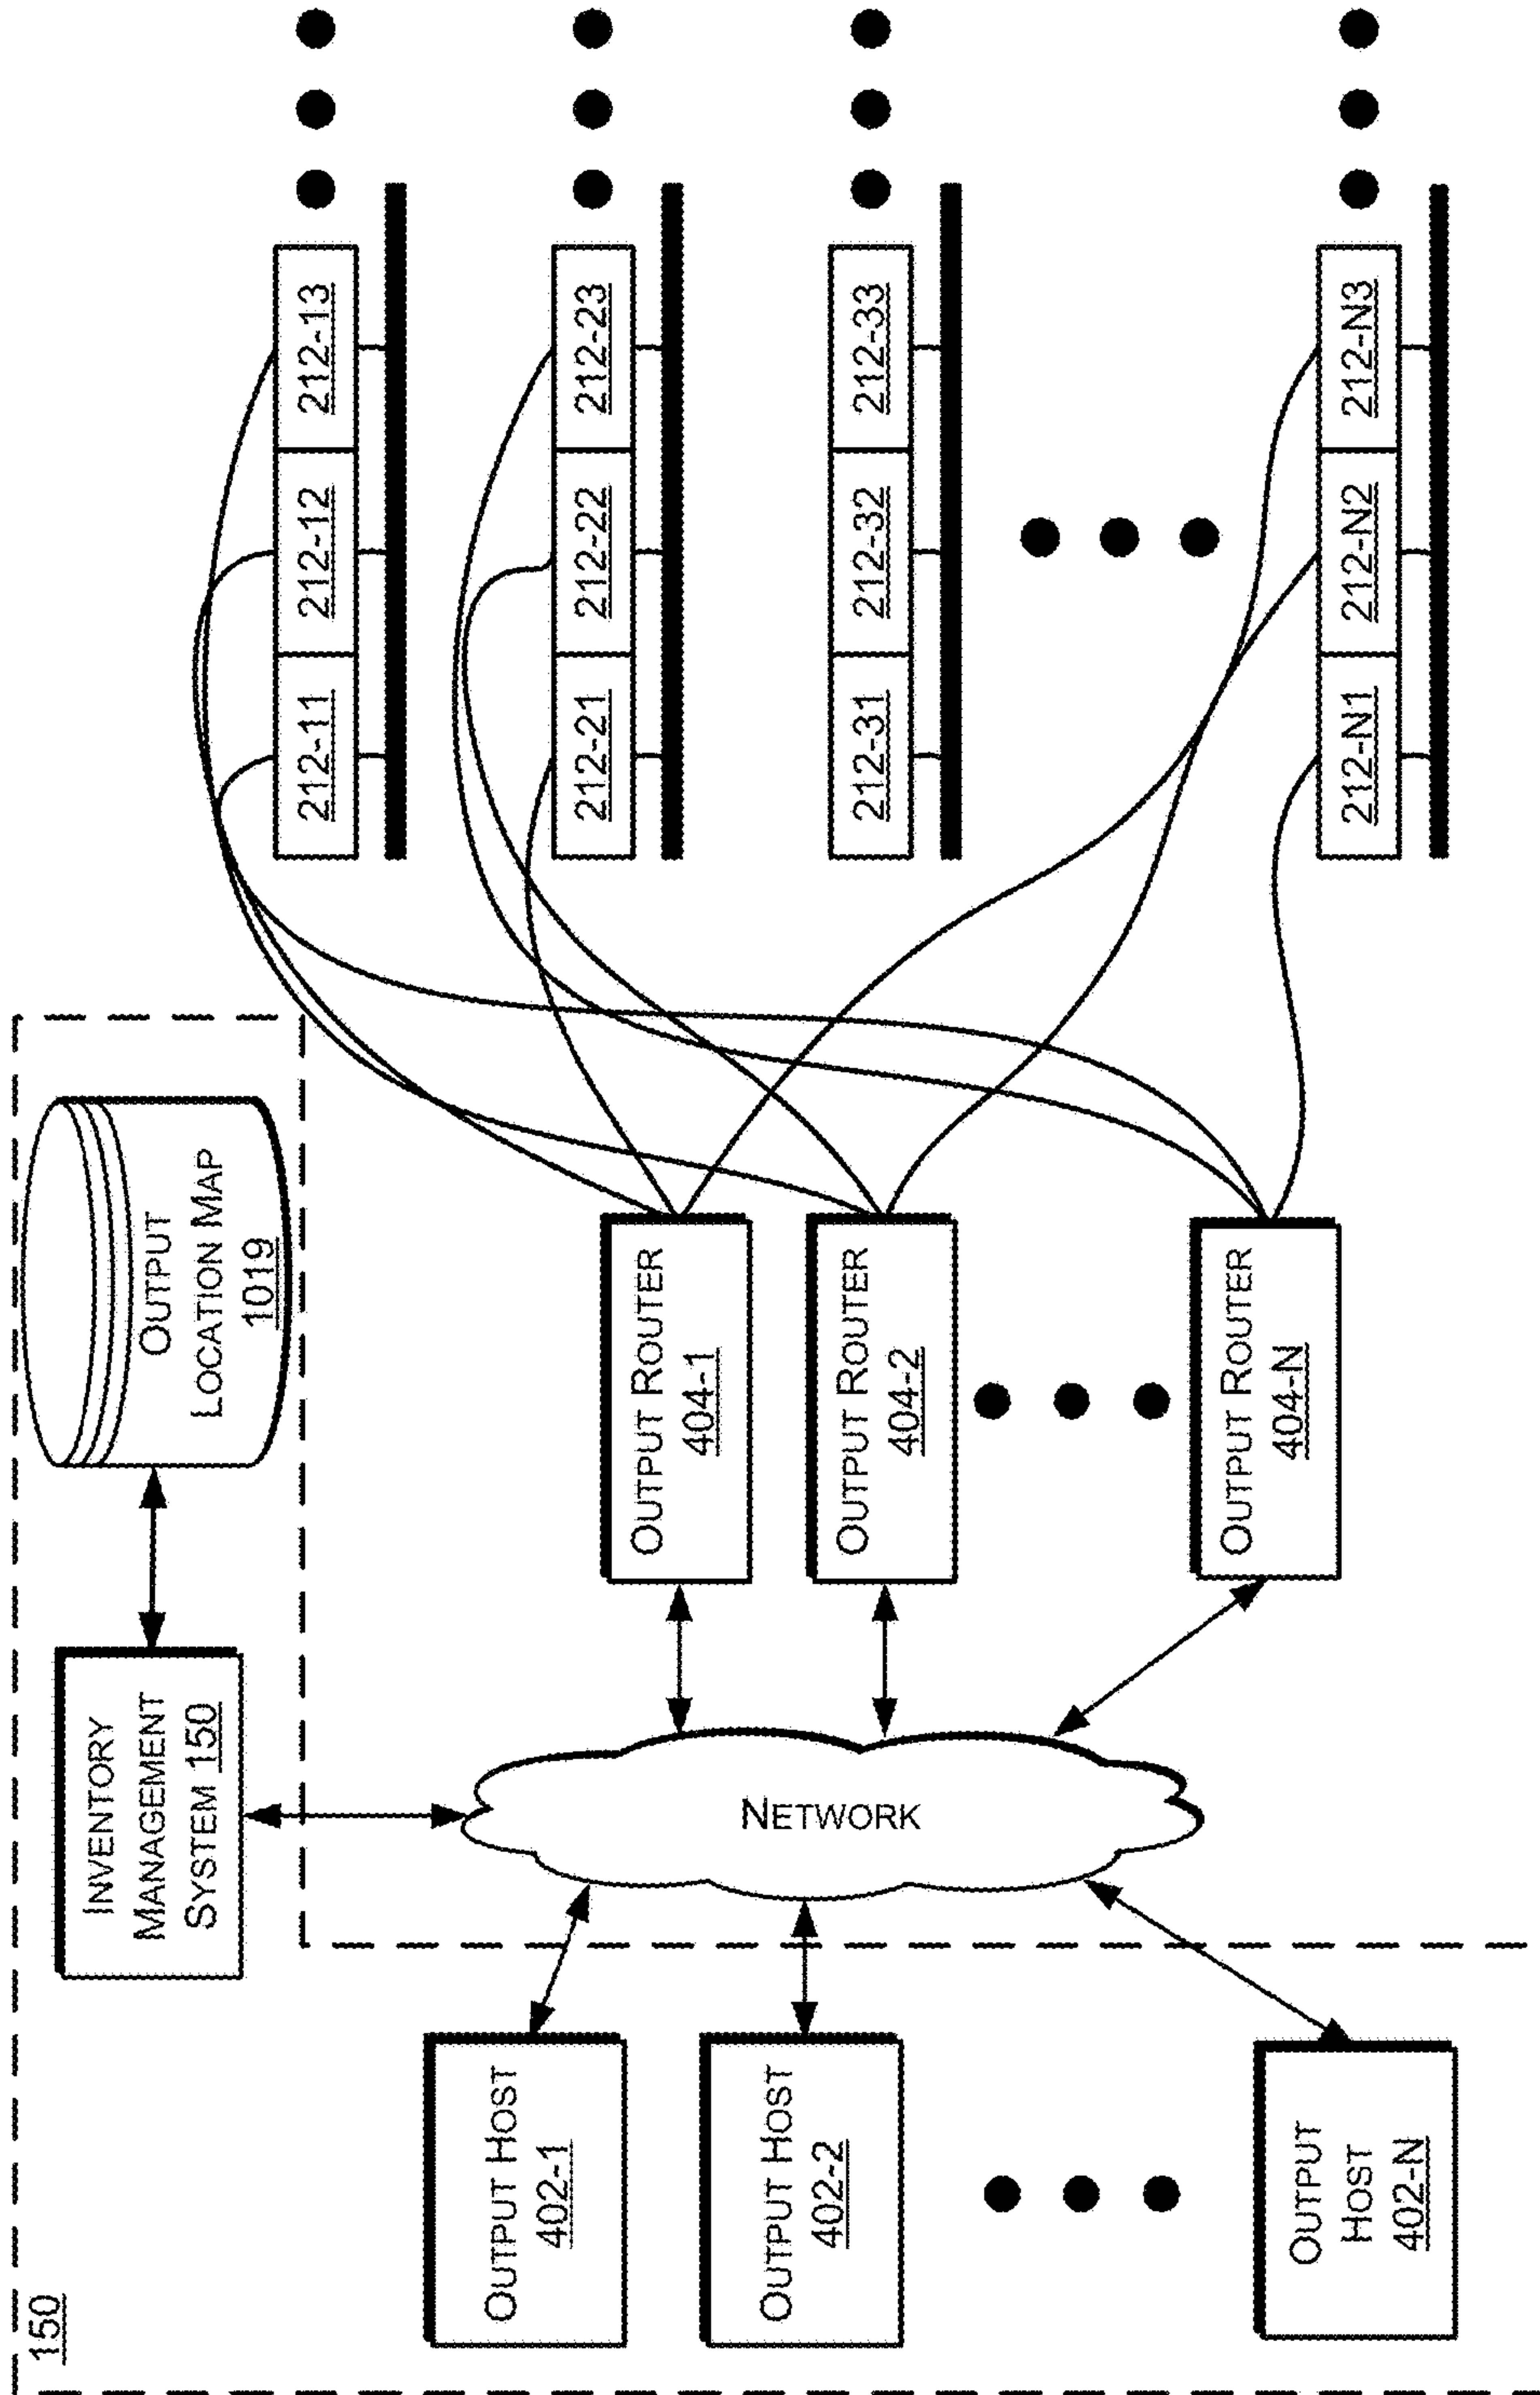 150
INVENTORY
MANAGEMENT
SYSTEM 150
OUTPUT
LOCATION MAP
1019
OUTPUT HOST
402-1
OUTPUT HOST
402-2
OUTPUT
HOST
402-N
NETWORK
OUTPUT ROUTER
404-1
OUTPUT ROUTER
404-2
OUTPUT ROUTER
404-N
212-11
212-12
212-13
212-21
212-22
212-23
212-31
212-32
212-33
212-N1
212-N2
212-N3